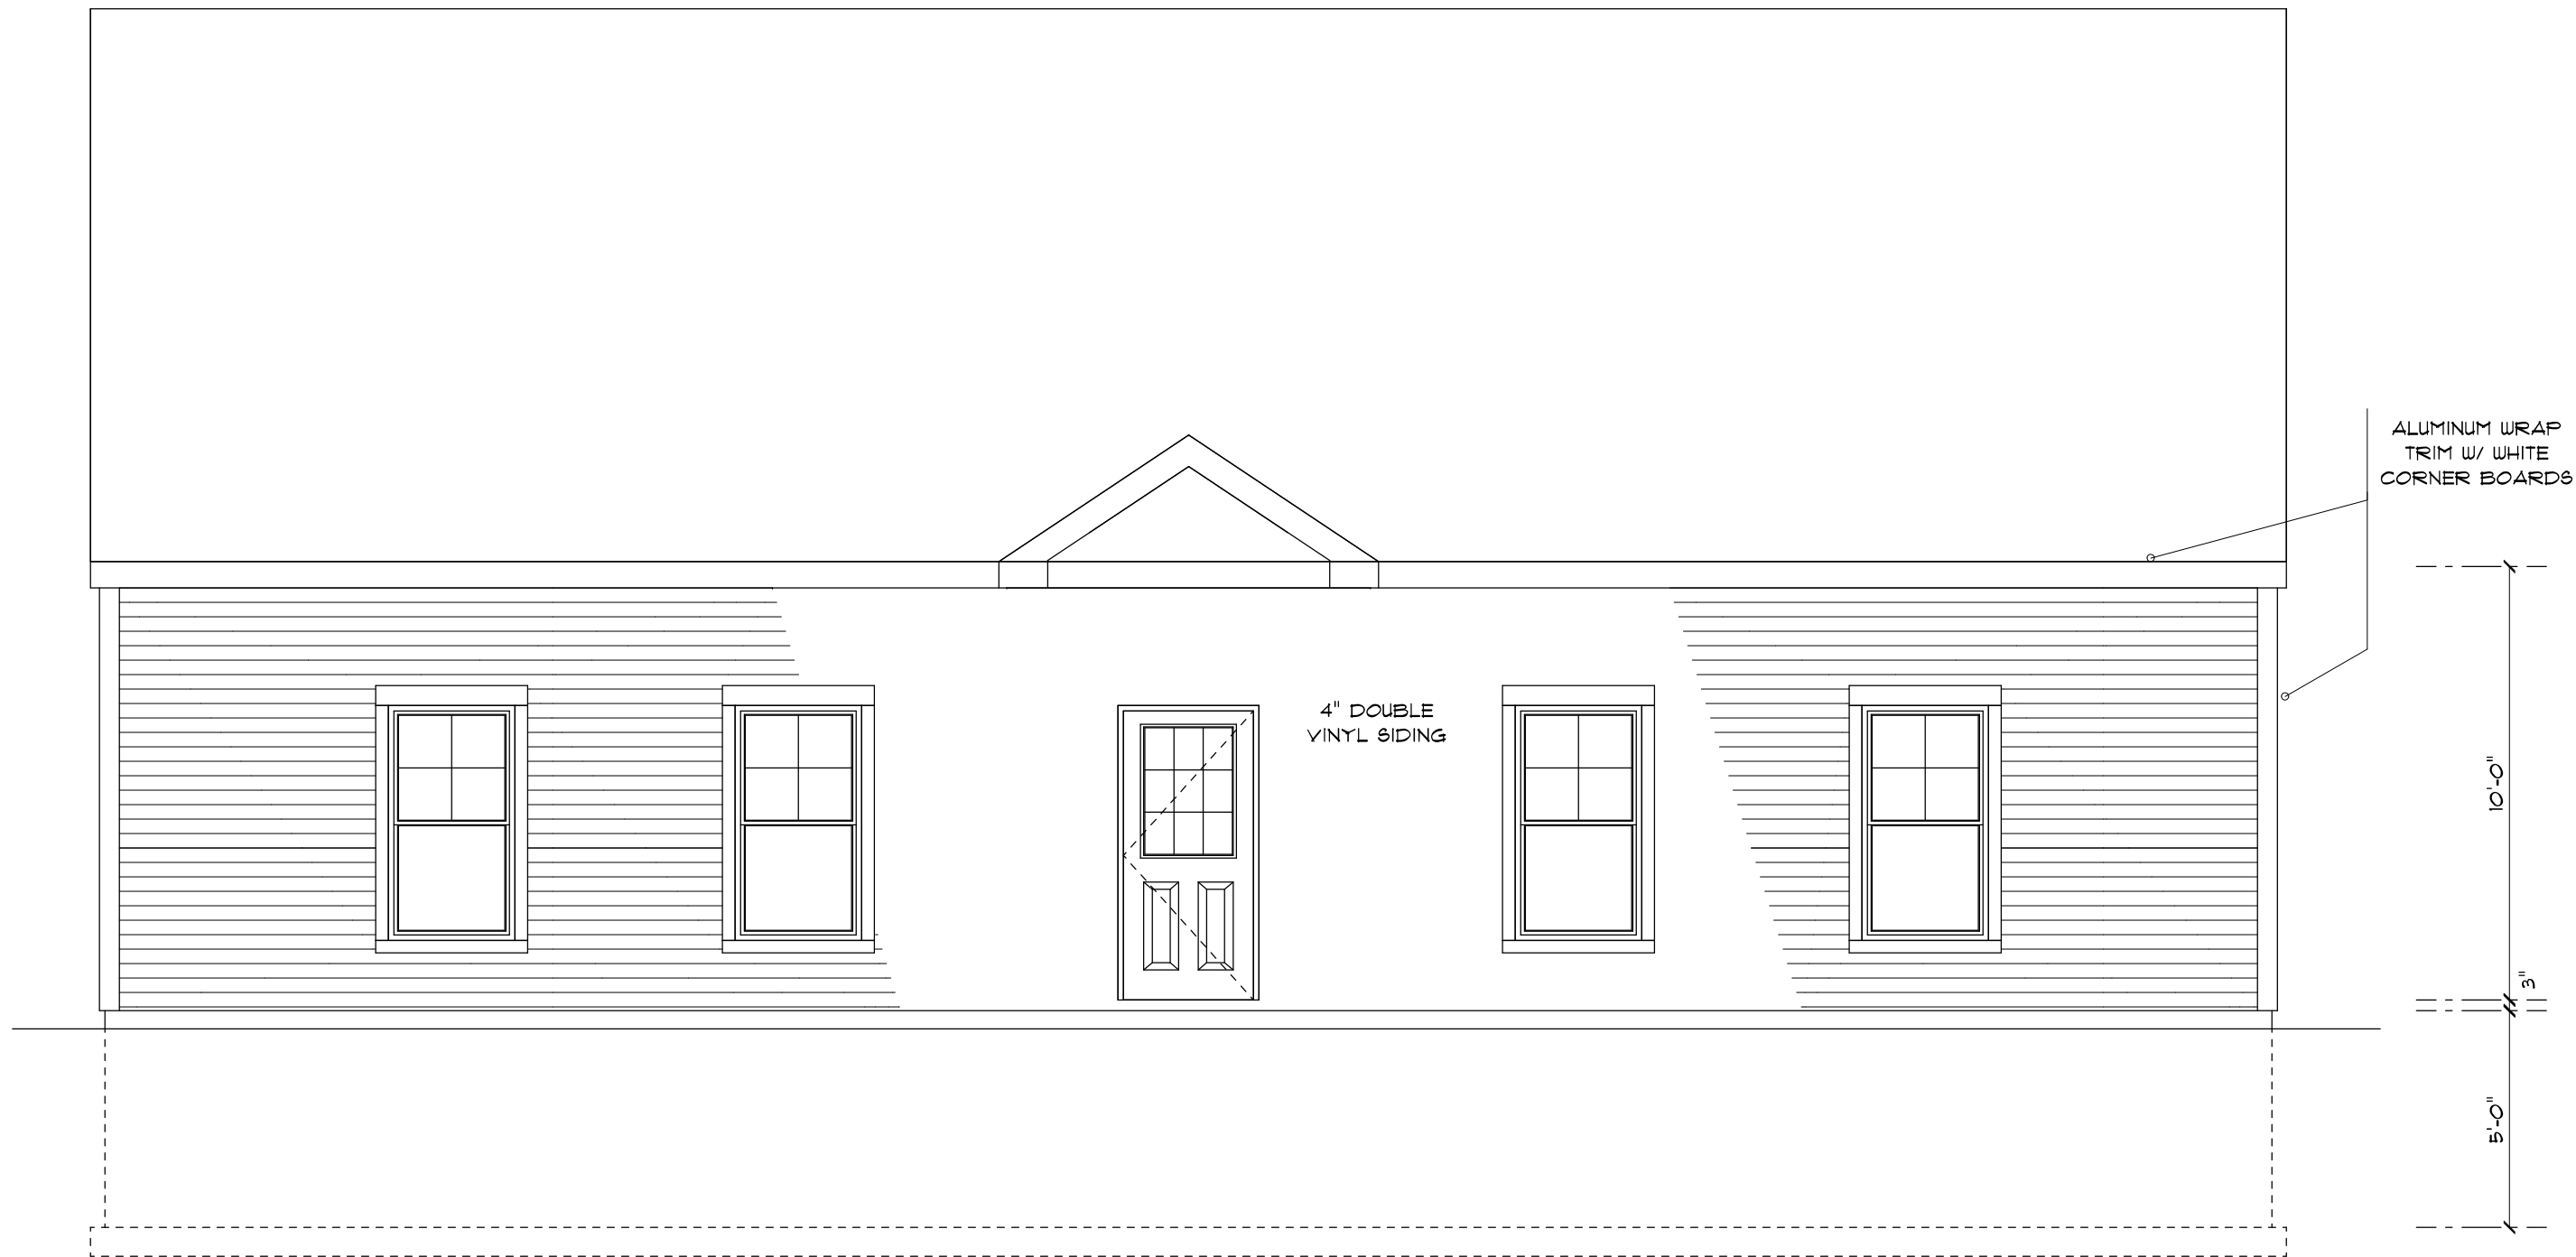 ALUMINUM WRAP
TRIM W/ WHITE
CORNER BOARDS
4" DOUBLE
VINYL SIDING
10'-0"
3"
5'-0"